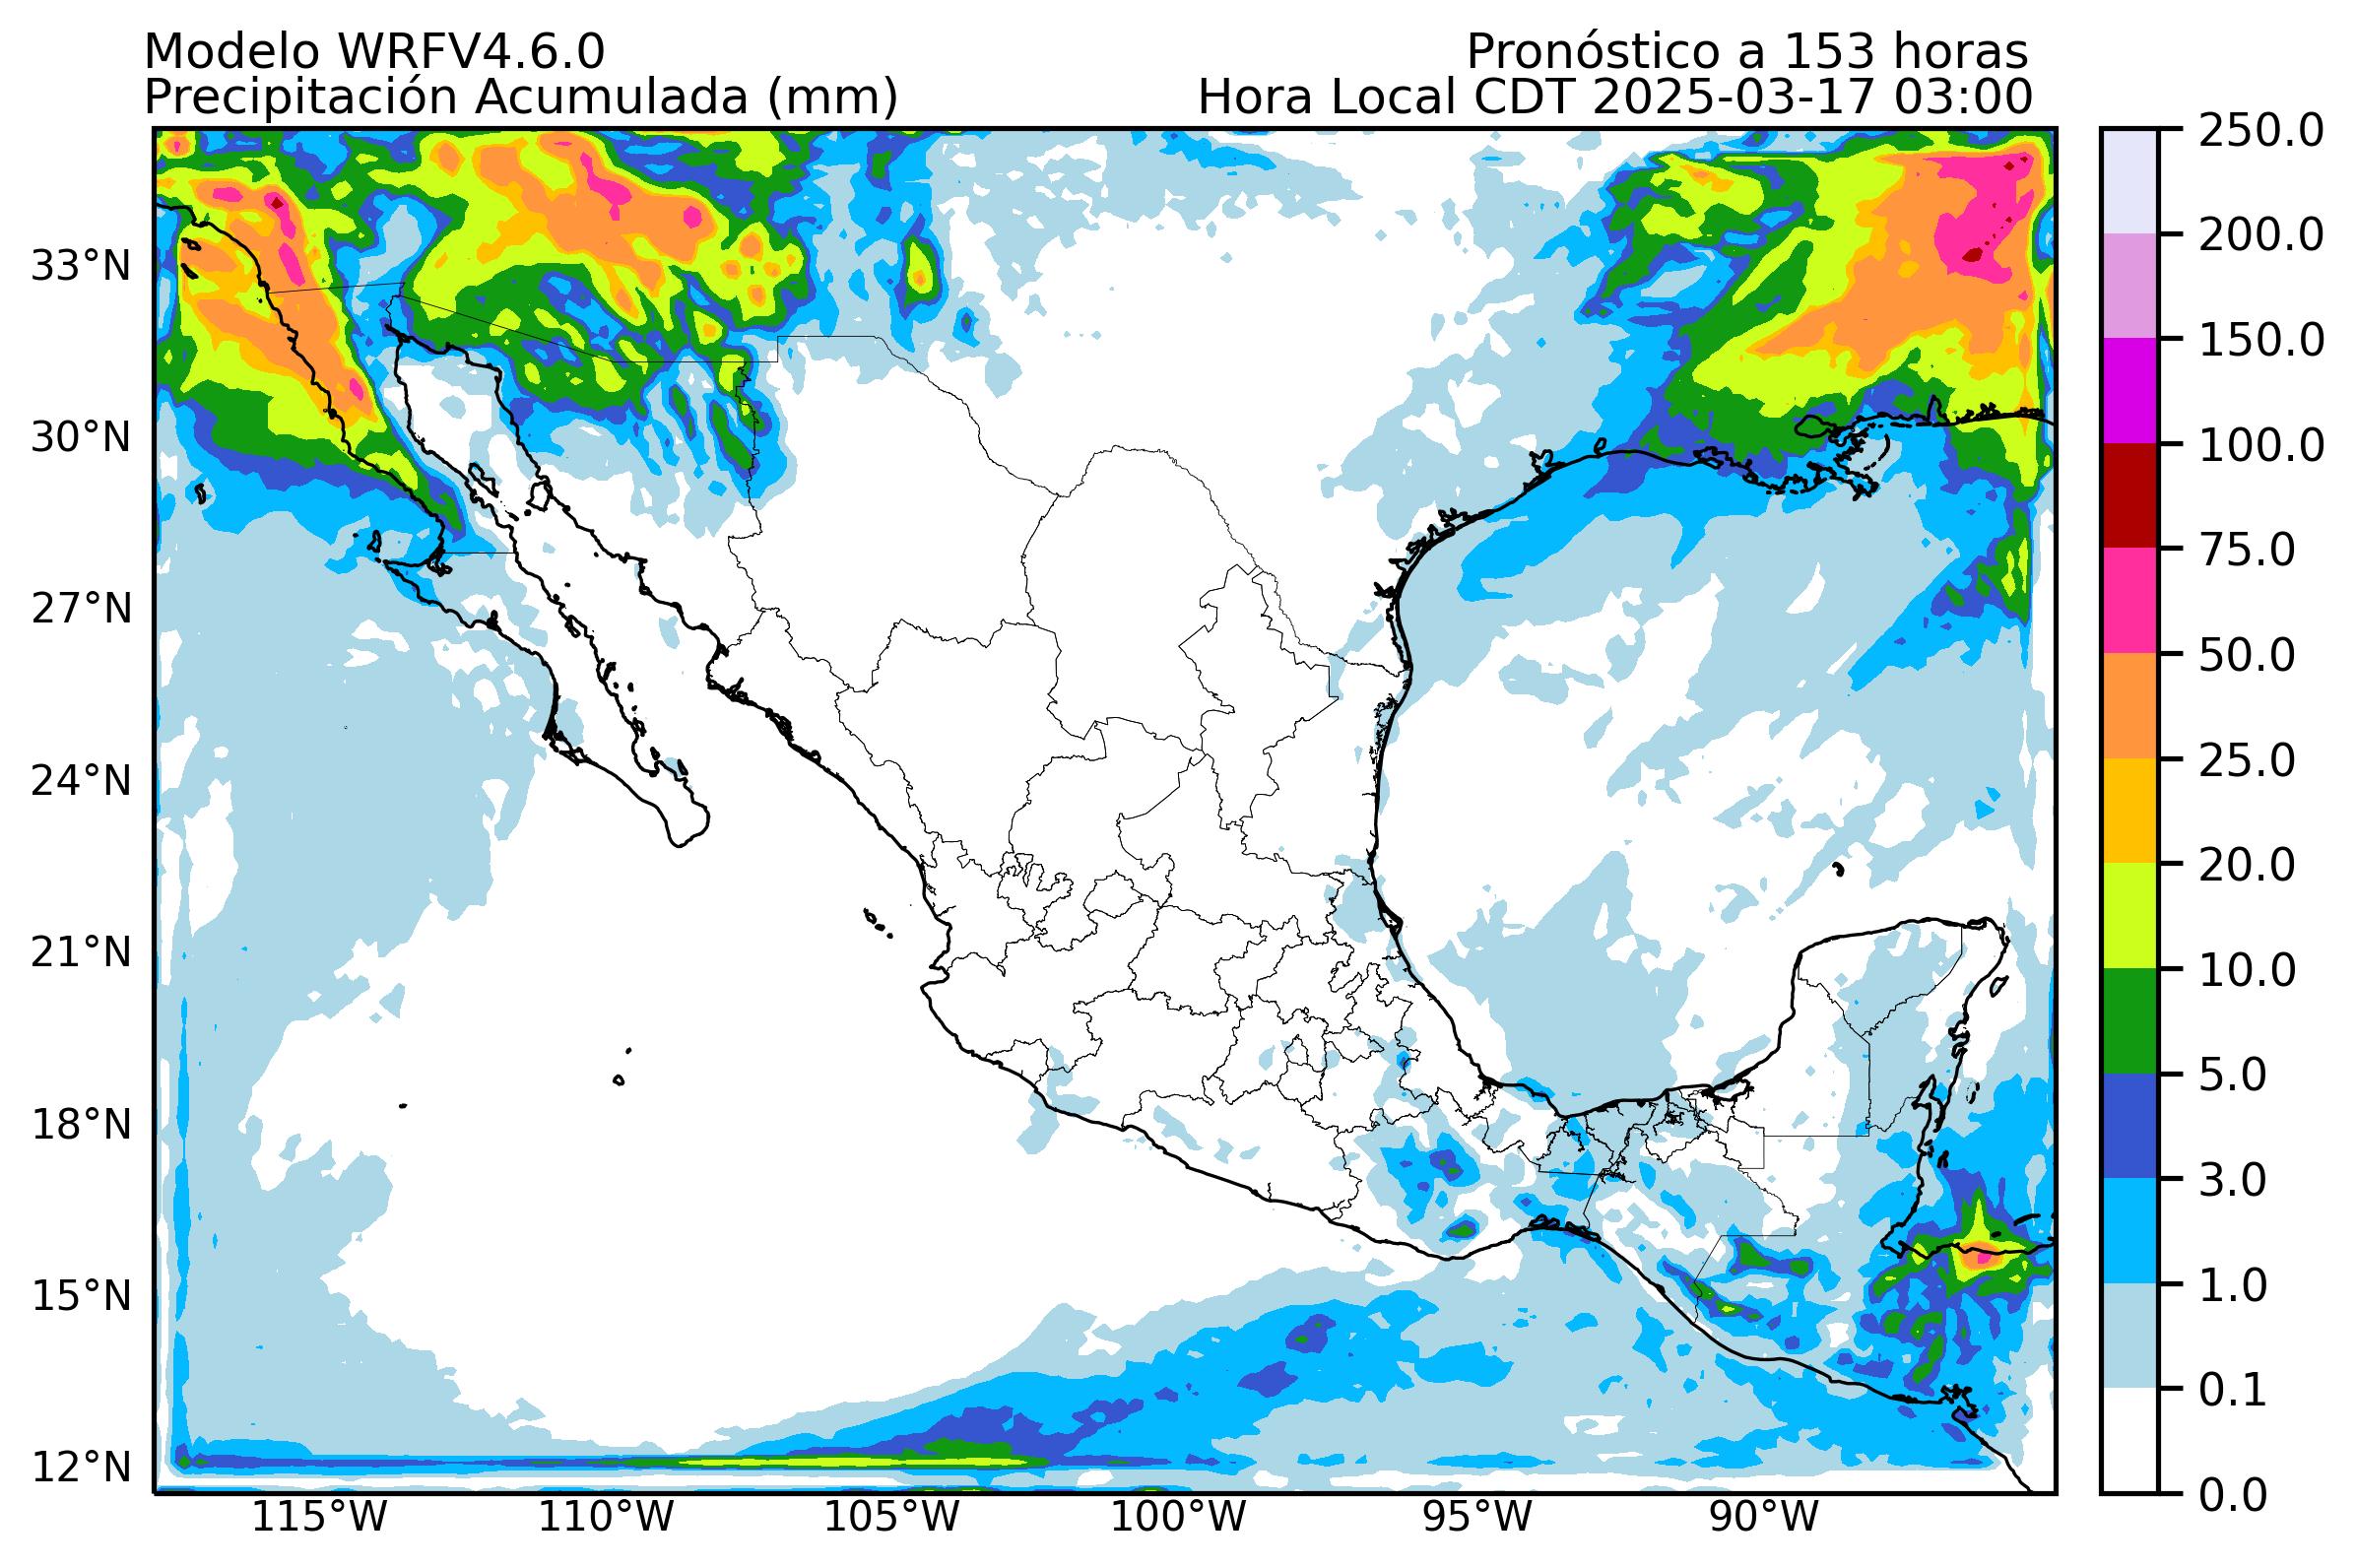 Modelo WRFV4.6.0
Pronóstico a 153 horas
Precipitación Acumulada (mm)
Hora Local CDT 2025-03-17 03:00
250.0
200.0
150.0
100.0
75.0
50.0
25.0
20.0
10.0
5.0
3.0
1.0
0.1
0.0
33°N
30°N
27°N
24°N
21°N
18°N
15°N
12°N
115°W
110°W
105°W
100°W
95°W
90°W